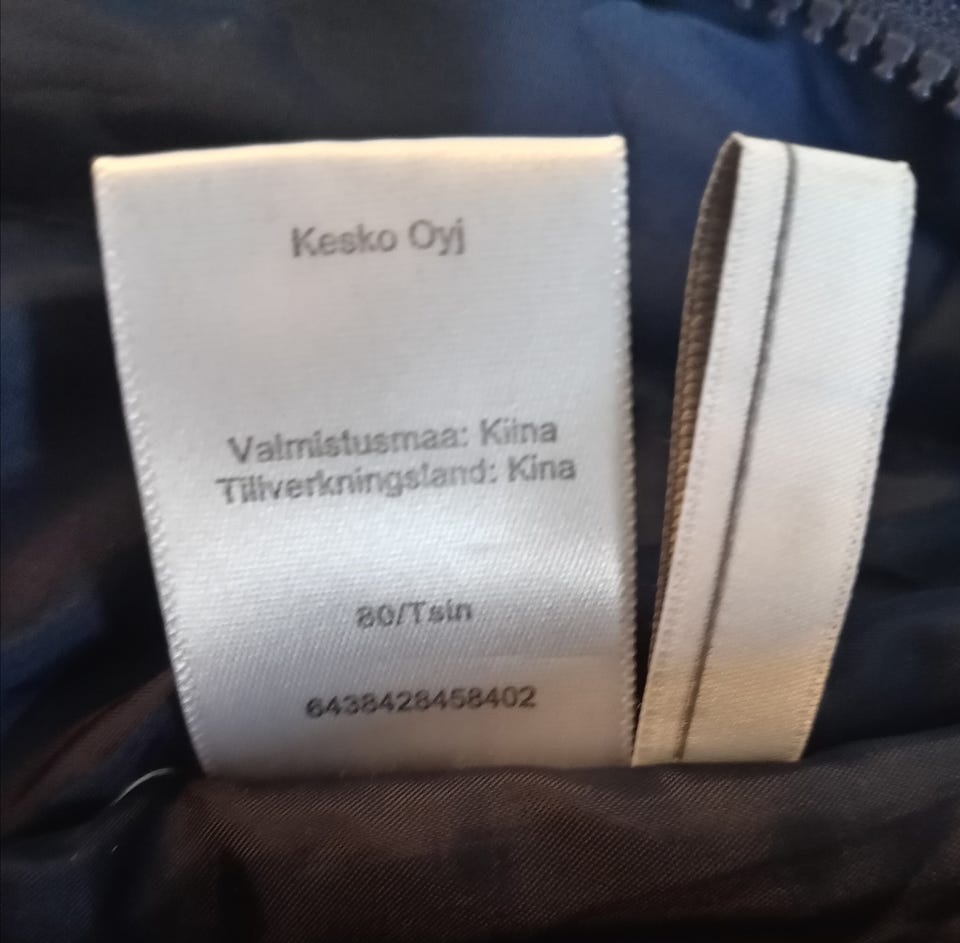 Kesko Oyj
Valmistusmaa: Kiina
Tillverkningsland: Kina
80/Tsin
6438428458402